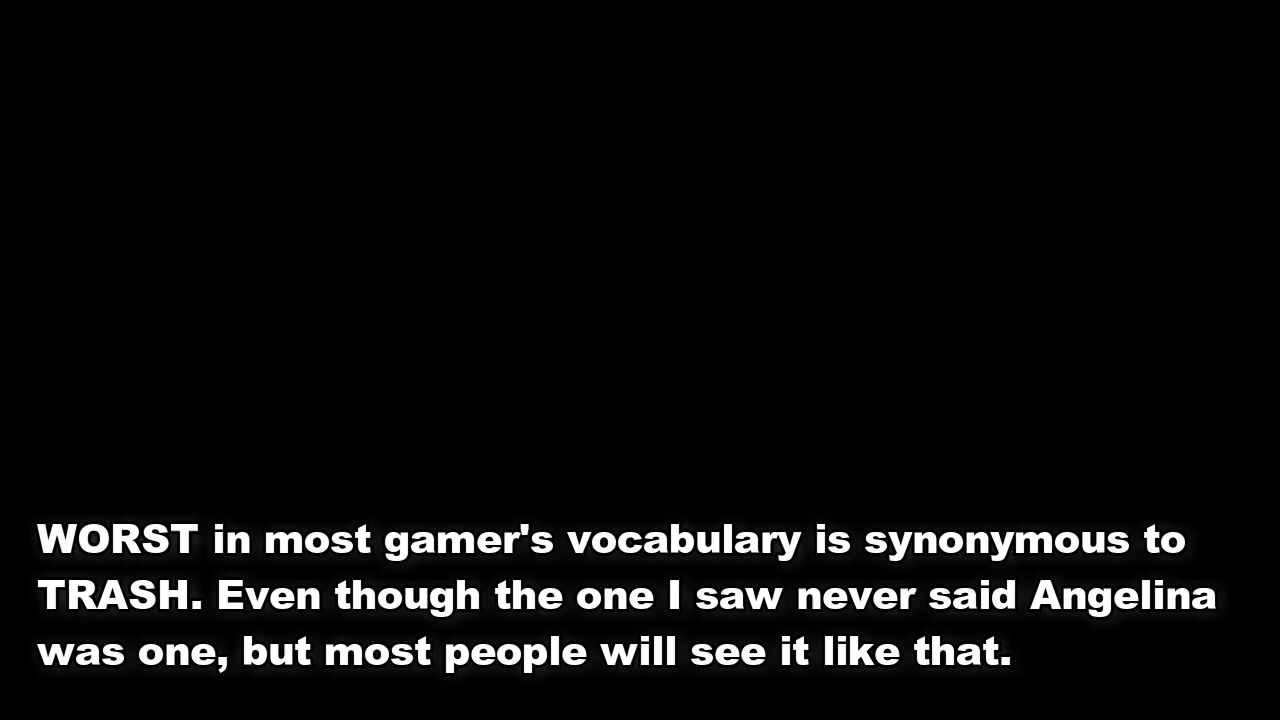 WORST in most gamer's vocabulary is synonymous to
TRASH. Even though the one I saw never said Angelina
was one, but most people will see it like that.